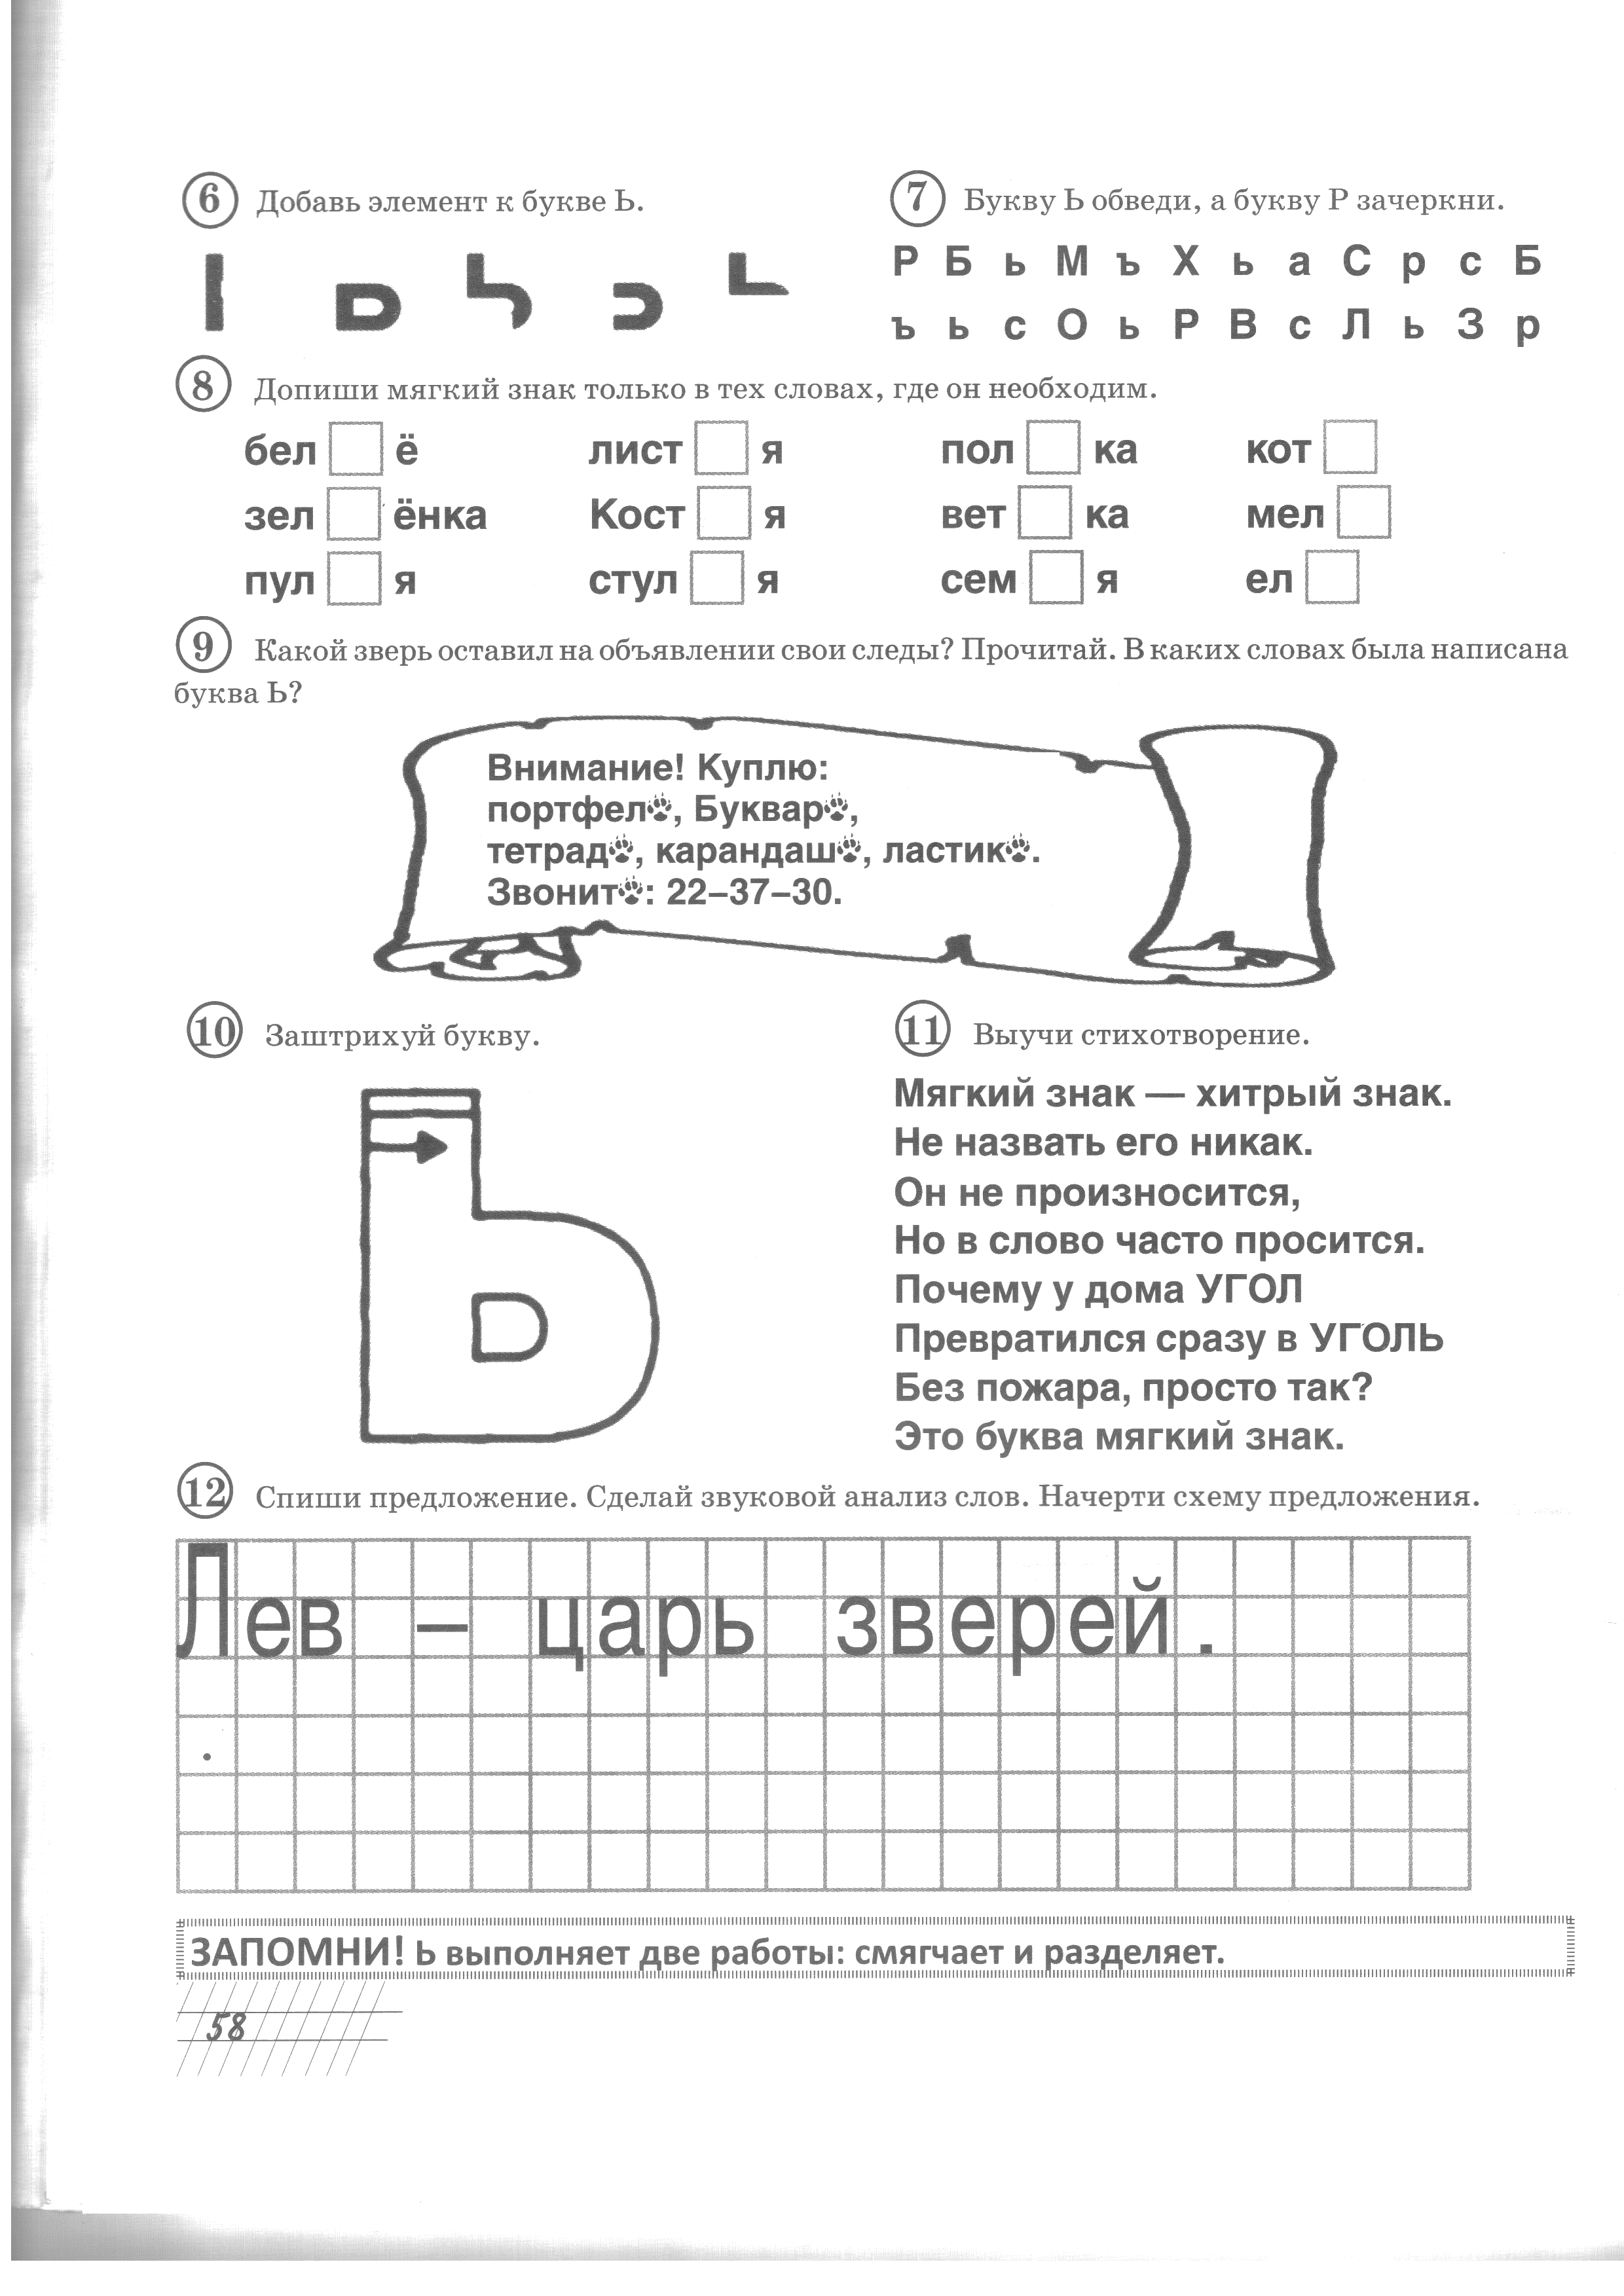 6 Добавь элемент к букве Ь.
7 Букву Ь обведи, а букву Р зачеркни.
Р Б ь М ъ Х ь а С р с Б
ъ ь с О ь Р В с Л ь З р
8 Допиши мягкий знак только в тех словах, где он необходим.
бел ё лист я пол ка кот
зел ёнка Кост я вет ка мел
пул я стул я сем я ел
9 Какой зверь оставил на объявлении свои следы? Прочитай. В каких словах была написана
буква Ь?
Внимание! Куплю:
портфел, Буквар,
тетрад, карандаш, ластик.
Звонит: 22–37–30.
10 Заштрихуй букву.
Ь
11 Выучи стихотворение.
Мягкий знак — хитрый знак.
Не назвать его никак.
Он не произносится,
Но в слово часто просится.
Почему у дома УГОЛ
Превратился сразу в УГОЛЬ
Без пожара, просто так?
Это буква мягкий знак.
12 Спиши предложение. Сделай звуковой анализ слов. Начерти схему предложения.
Лев – царь зверей.
ЗАПОМНИ! Ь выполняет две работы: смягчает и разделяет.
58